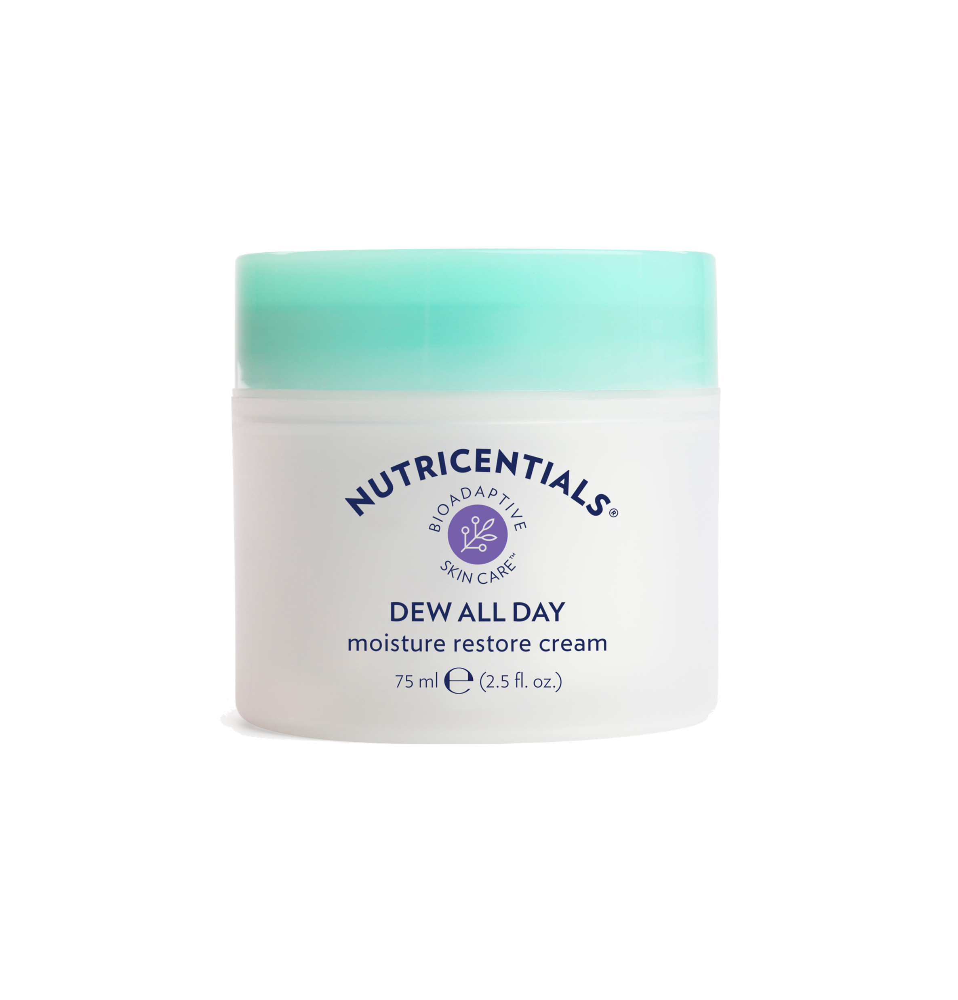 NUTRICENTIALS®
BIOADAPTIVE
SKIN CARE™
DEW ALL DAY
moisture restore cream
75 ml ℮ (2.5 fl. oz.)